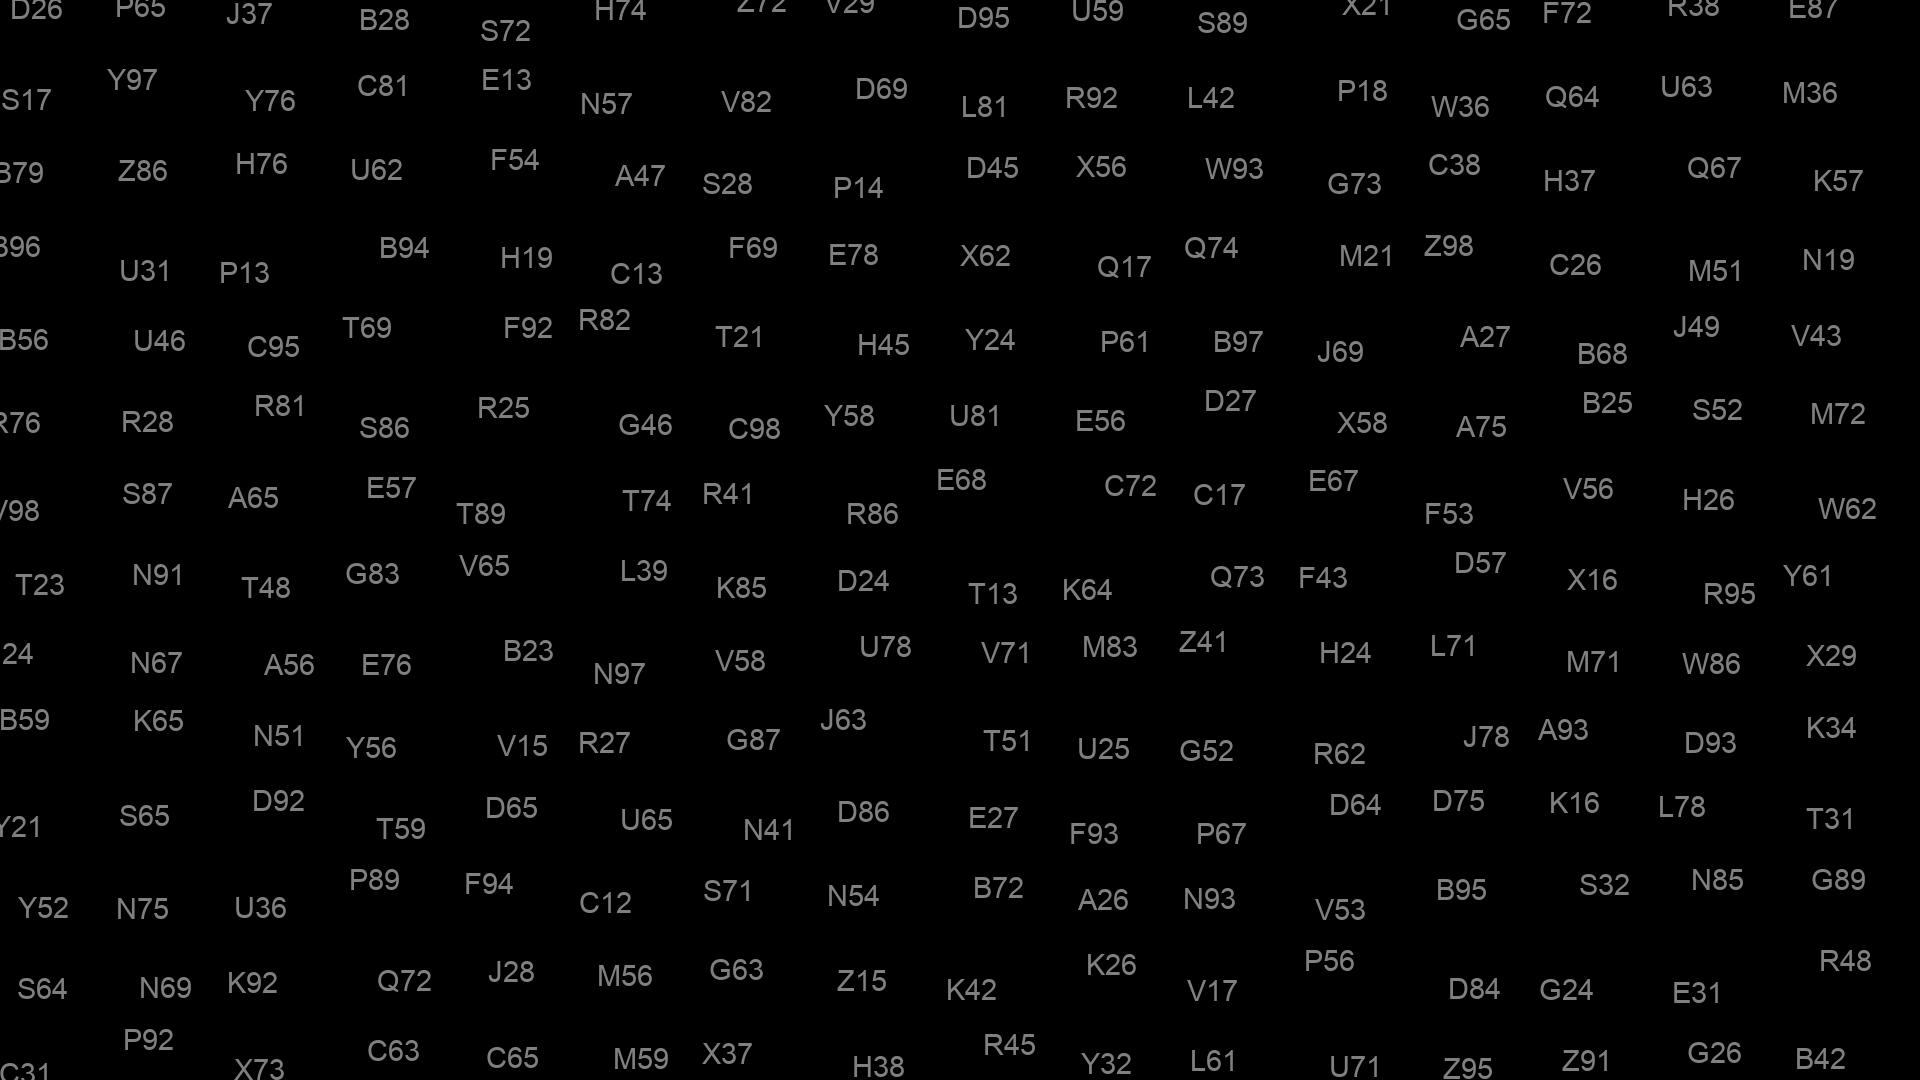 D26 P65 J37 B28 S72 H74 Z72 V29 D95 U59 S89 X21 G65 F72 R38 E87
S17 Y97 Y76 C81 E13 N57 V82 D69 L81 R92 L42 P18 W36 Q64 U63 M36
B79 Z86 H76 U62 F54 A47 S28 P14 D45 X56 W93 G73 C38 H37 Q67 K57
B96 U31 P13 B94 H19 C13 F69 E78 X62 Q17 Q74 M21 Z98 C26 M51 N19
B56 U46 C95 T69 F92 R82 T21 H45 Y24 P61 B97 J69 A27 B68 J49 V43
R76 R28 R81 S86 R25 G46 C98 Y58 U81 E56 D27 X58 A75 B25 S52 M72
V98 S87 A65 E57 T89 T74 R41 R86 E68 C72 C17 E67 F53 V56 H26 W62
T23 N91 T48 G83 V65 L39 K85 D24 T13 K64 Q73 F43 D57 X16 R95 Y61
24 N67 A56 E76 B23 N97 V58 U78 V71 M83 Z41 H24 L71 M71 W86 X29
B59 K65 N51 Y56 V15 R27 G87 J63 T51 U25 G52 R62 J78 A93 D93 K34
Y21 S65 D92 T59 D65 U65 N41 D86 E27 F93 P67 D64 D75 K16 L78 T31
Y52 N75 U36 P89 F94 C12 S71 N54 B72 A26 N93 V53 B95 S32 N85 G89
S64 N69 K92 Q72 J28 M56 G63 Z15 K42 K26 V17 P56 D84 G24 E31 R48
C31 P92 X73 C63 C65 M59 X37 H38 R45 Y32 L61 U71 Z95 Z91 G26 B42